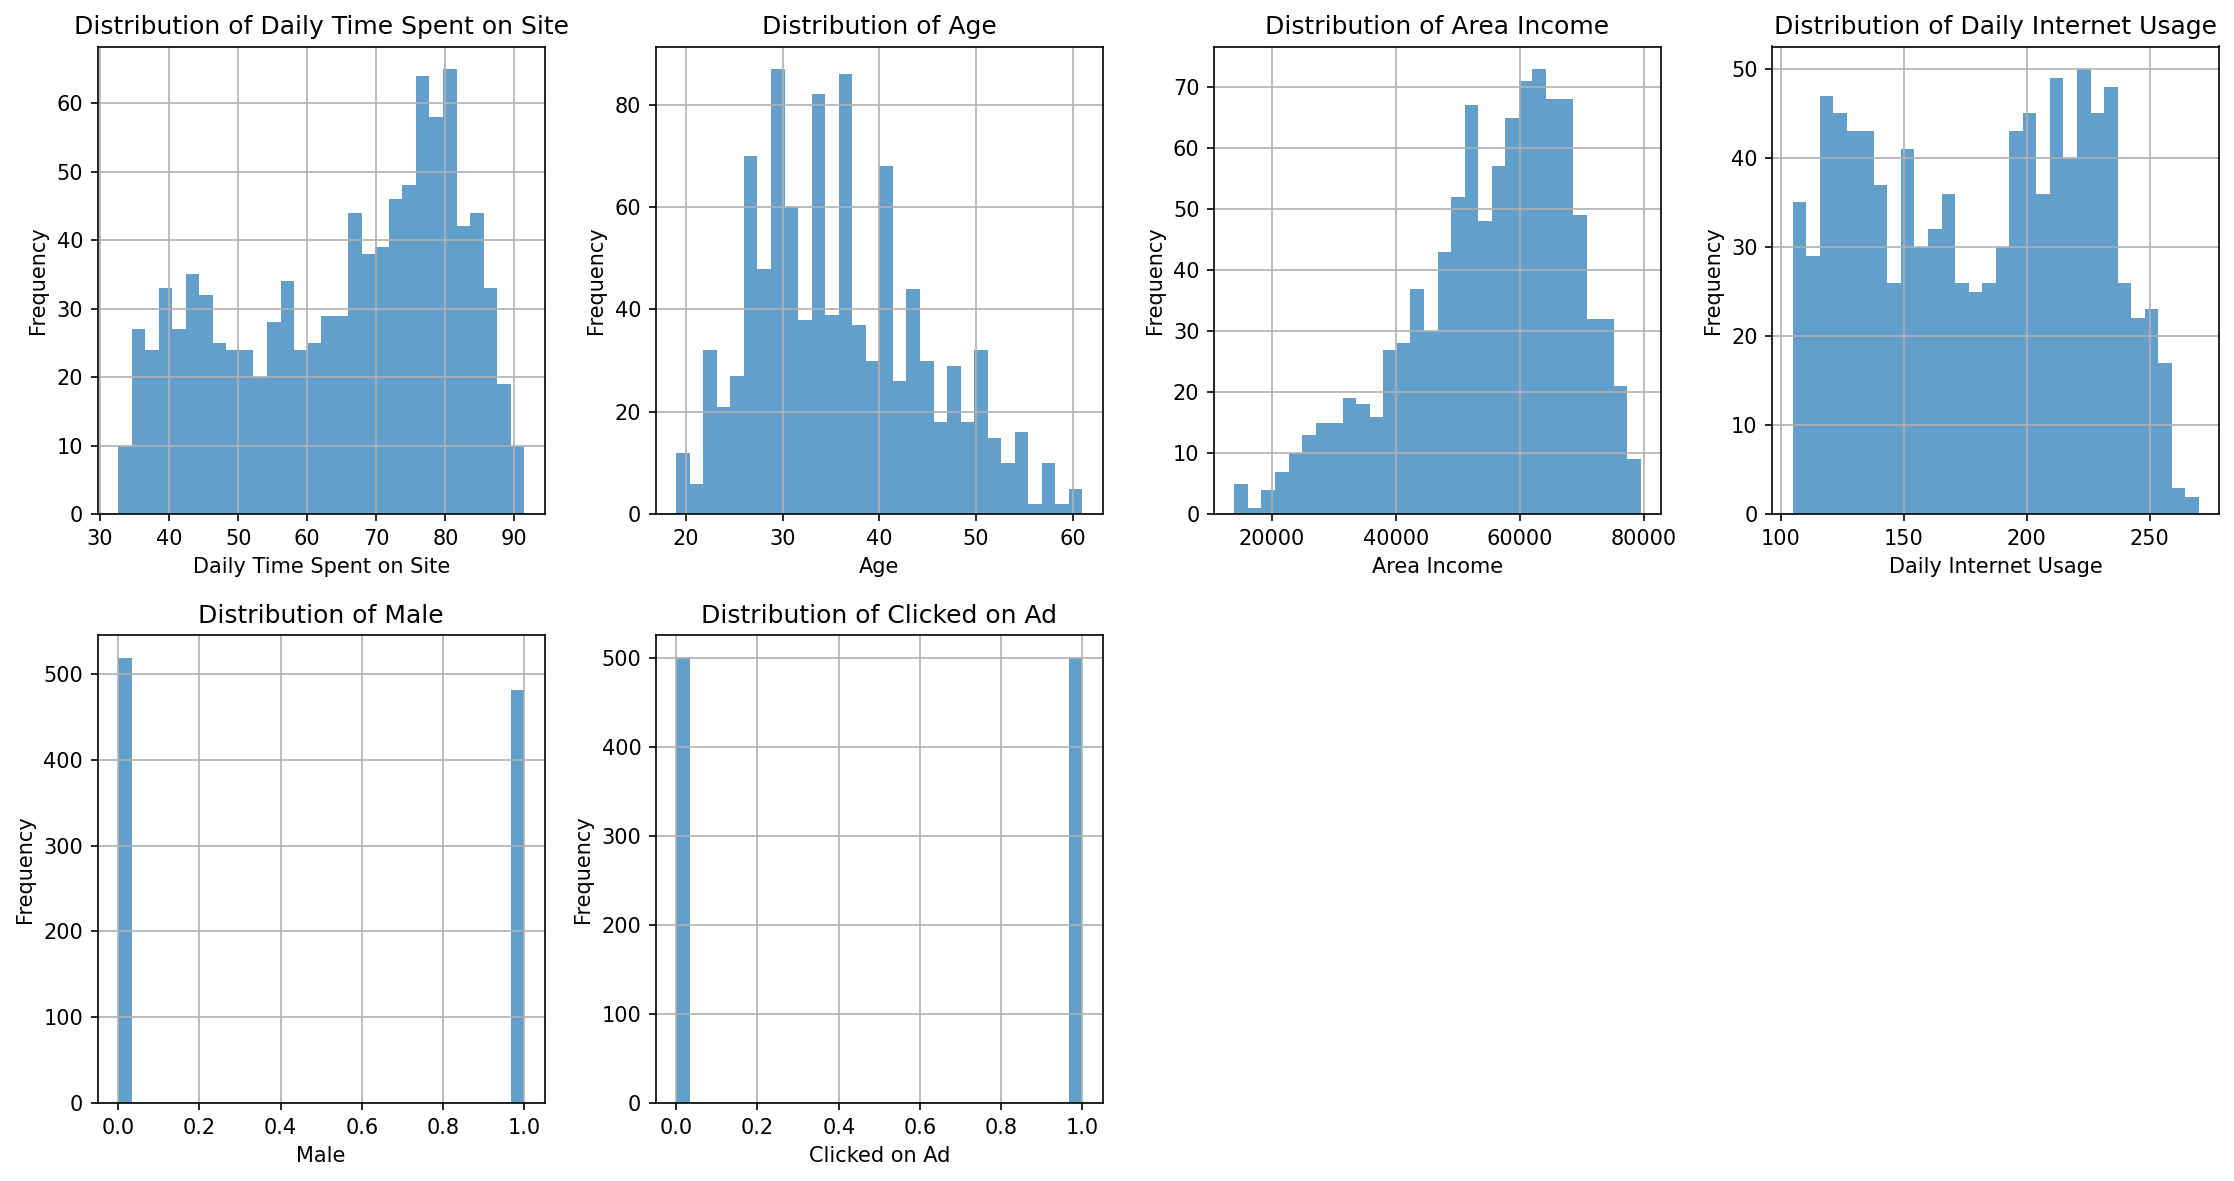 Distribution of Daily Time Spent on Site
60
50
40
30
20
10
0
Frequency
30 40 50 60 70 80 90
Daily Time Spent on Site
Distribution of Age
80
60
40
20
0
Frequency
20 30 40 50 60
Age
Distribution of Area Income
70
60
50
40
30
20
10
0
Frequency
20000 40000 60000 80000
Area Income
Distribution of Daily Internet Usage
50
40
30
20
10
0
Frequency
100 150 200 250
Daily Internet Usage
Distribution of Male
500
400
300
200
100
0
Frequency
0.0 0.2 0.4 0.6 0.8 1.0
Male
Distribution of Clicked on Ad
500
400
300
200
100
0
Frequency
0.0 0.2 0.4 0.6 0.8 1.0
Clicked on Ad